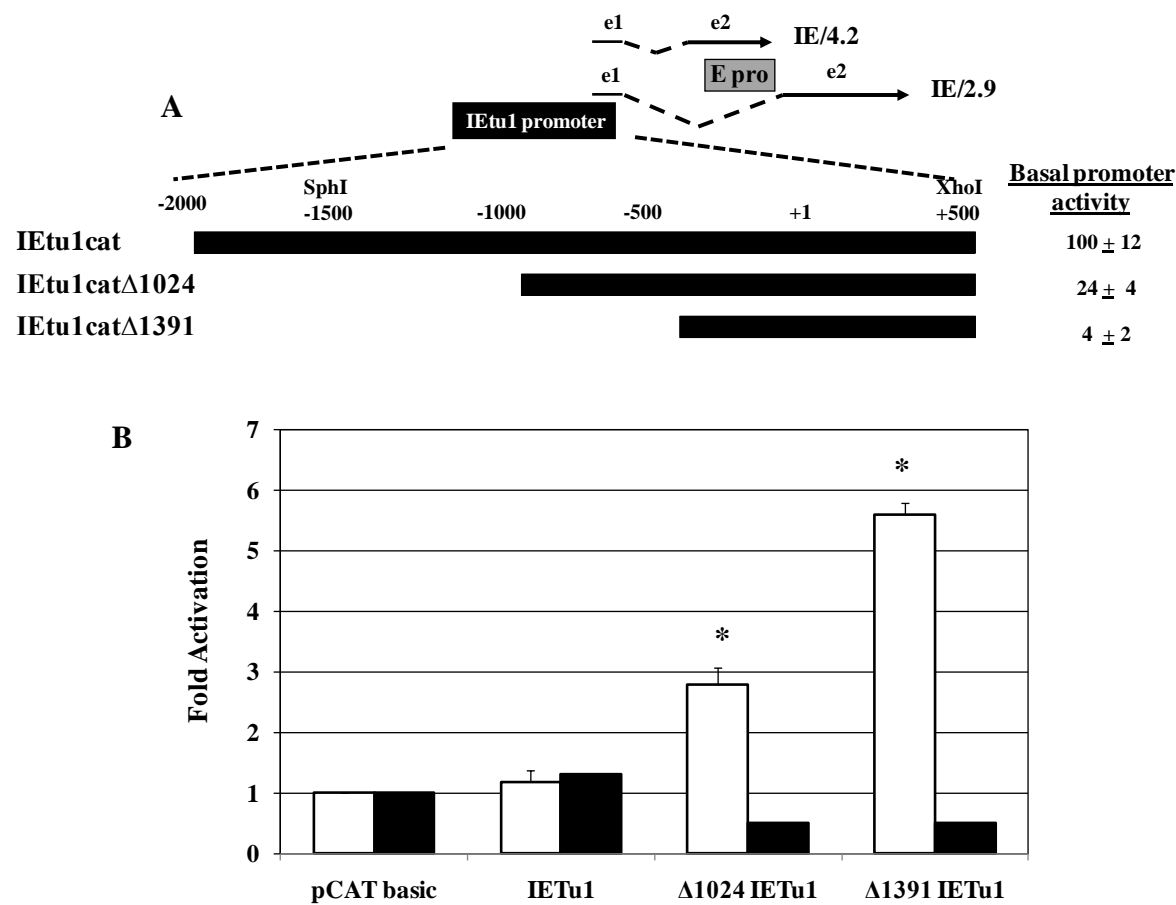 e1 e2 IE/4.2
e1 E pro e2 IE/2.9
A
IEtu1 promoter
SphI XhoI
-2000 -1500 -1000 -500 +1 +500
Basal promoter
activity
IEtu1cat 100 ± 12
IEtu1catΔ1024 24 ± 4
IEtu1catΔ1391 4 ± 2
B
Fold Activation
7
6
5
4
3
2
1
0
*
*
pCAT basic IETu1 Δ1024 IETu1 Δ1391 IETu1